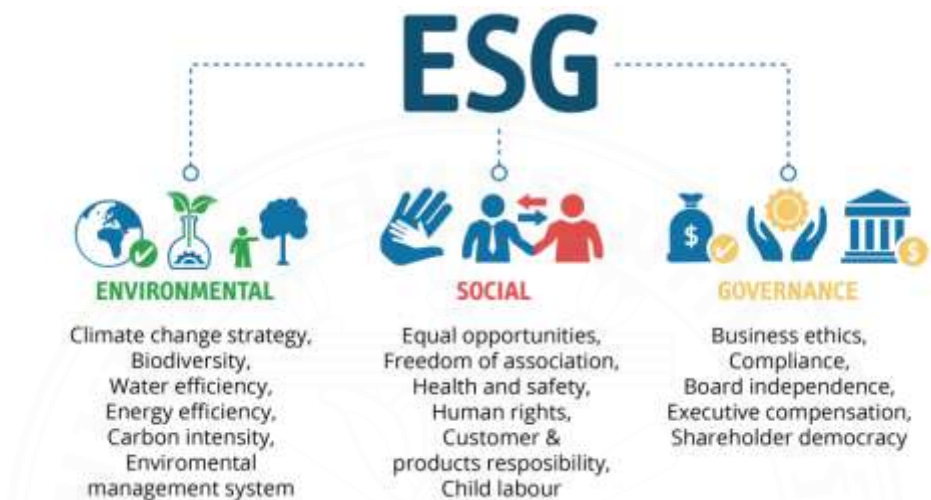 ESG
ENVIRONMENTAL
Climate change strategy,
Biodiversity,
Water efficiency,
Energy efficiency,
Carbon intensity,
Enviromental
management system
SOCIAL
Equal opportunities,
Freedom of association,
Health and safety,
Human rights,
Customer &
products resposibility,
Child labour
GOVERNANCE
Business ethics,
Compliance,
Board independence,
Executive compensation,
Shareholder democracy
$
$